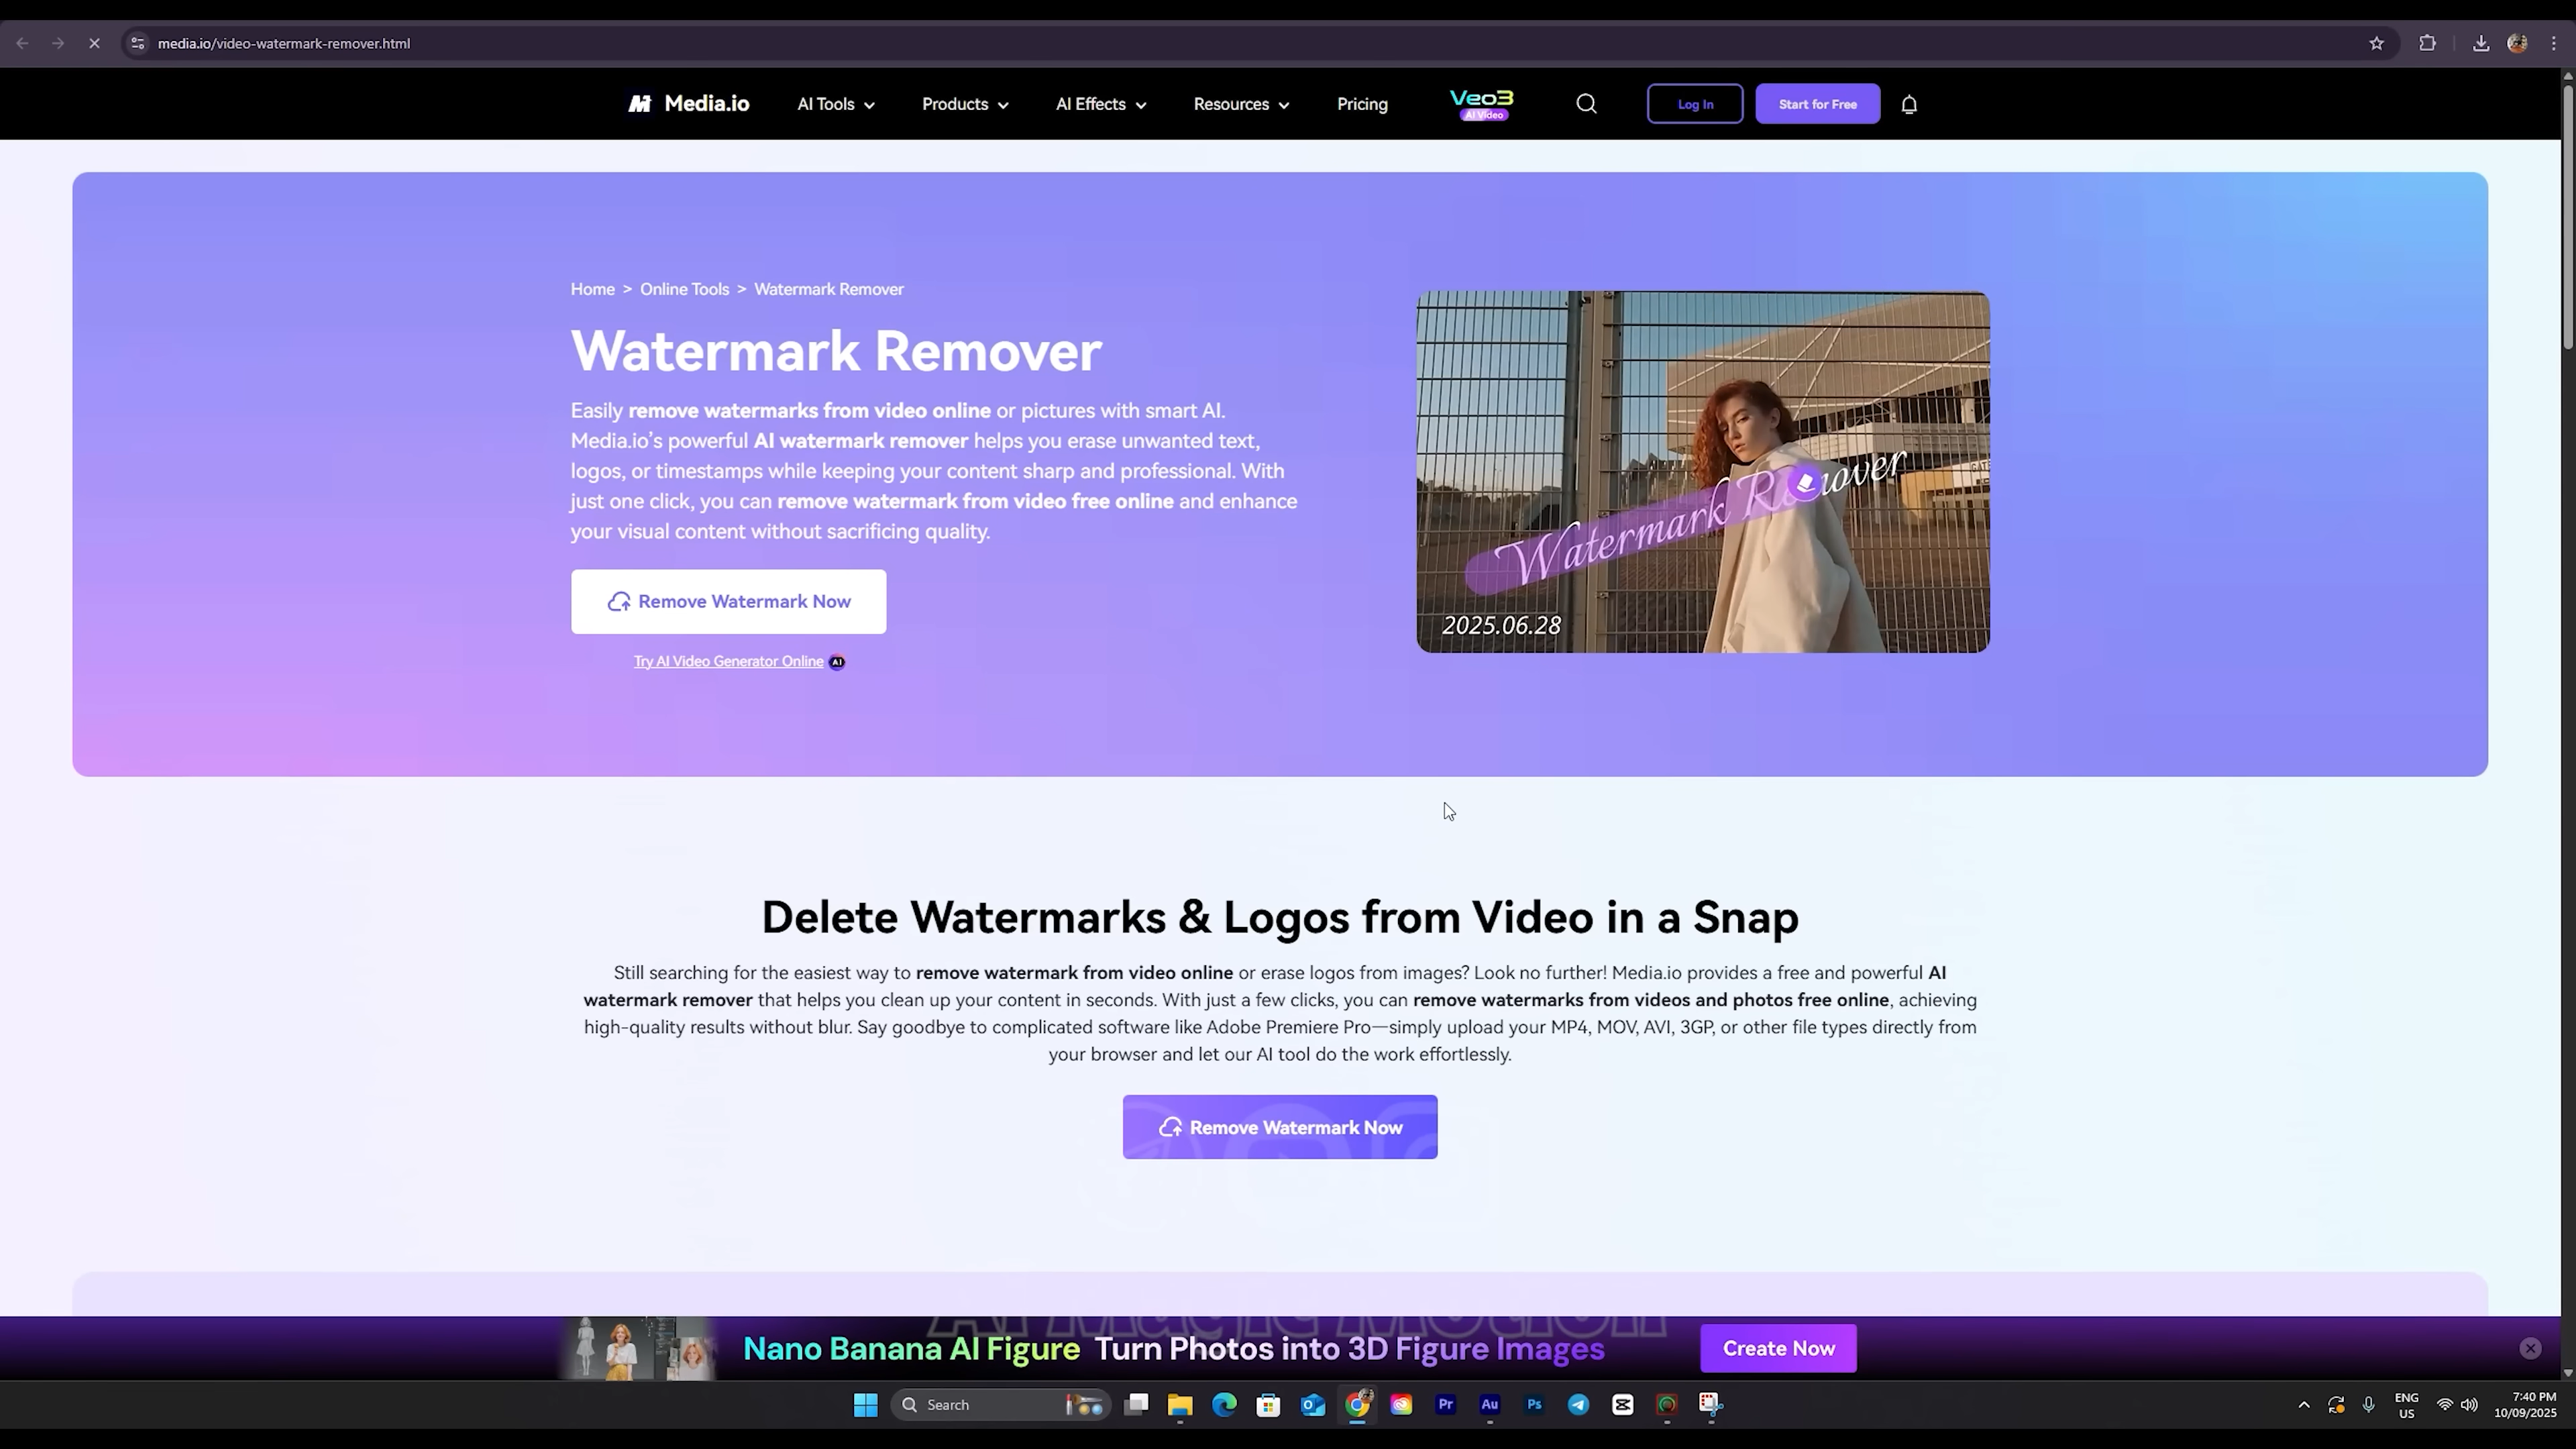 media.io/video-watermark-remover.html
Media.io
AI Tools
Products
AI Effects
Resources
Pricing
Veo3
AI Video
Log In
Start for Free
Home > Online Tools > Watermark Remover
Watermark Remover
Easily remove watermarks from video online or pictures with smart AI.
Media.io’s powerful AI watermark remover helps you erase unwanted text,
logos, or timestamps while keeping your content sharp and professional. With
just one click, you can remove watermark from video free online and enhance
your visual content without sacrificing quality.
Remove Watermark Now
Try AI Video Generator Online AI
Watermark Remover
2025.06.28
Delete Watermarks & Logos from Video in a Snap
Still searching for the easiest way to remove watermark from video online or erase logos from images? Look no further! Media.io provides a free and powerful AI
watermark remover that helps you clean up your content in seconds. With just a few clicks, you can remove watermarks from videos and photos free online, achieving
high-quality results without blur. Say goodbye to complicated software like Adobe Premiere Pro—simply upload your MP4, MOV, AVI, 3GP, or other file types directly from
your browser and let our AI tool do the work effortlessly.
Remove Watermark Now
AI Magic Motion
Nano Banana AI Figure Turn Photos into 3D Figure Images
Create Now
Search
Pr
Au
Ps
ENG
US
7:40 PM
10/09/2025